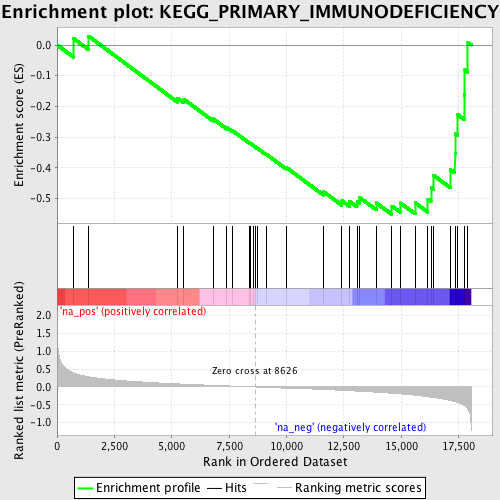 Enrichment plot: KEGG_PRIMARY_IMMUNODEFICIENCY
Enrichment score (ES)
0.0
-0.1
-0.2
-0.3
-0.4
-0.5
'na_pos' (positively correlated)
Ranked list metric (PreRanked)
2.0
1.5
1.0
0.5
0.0
-0.5
-1.0
Zero cross at 8626
'na_neg' (negatively correlated)
0 2,500 5,000 7,500 10,000 12,500 15,000 17,500
Rank in Ordered Dataset
Enrichment profile Hits Ranking metric scores